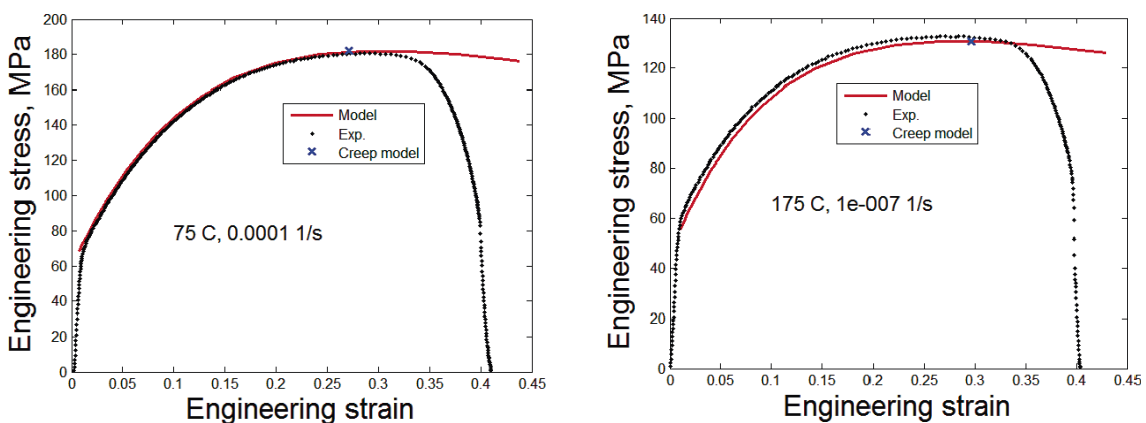 Engineering stress, MPa
200
180
160
140
120
100
80
60
40
20
0
Model
Exp.
Creep model
75 C, 0.0001 1/s
0 0.05 0.1 0.15 0.2 0.25 0.3 0.35 0.4 0.45
Engineering strain
Engineering stress, MPa
140
120
100
80
60
40
20
0
Model
Exp.
Creep model
175 C, 1e-007 1/s
0 0.05 0.1 0.15 0.2 0.25 0.3 0.35 0.4 0.45
Engineering strain